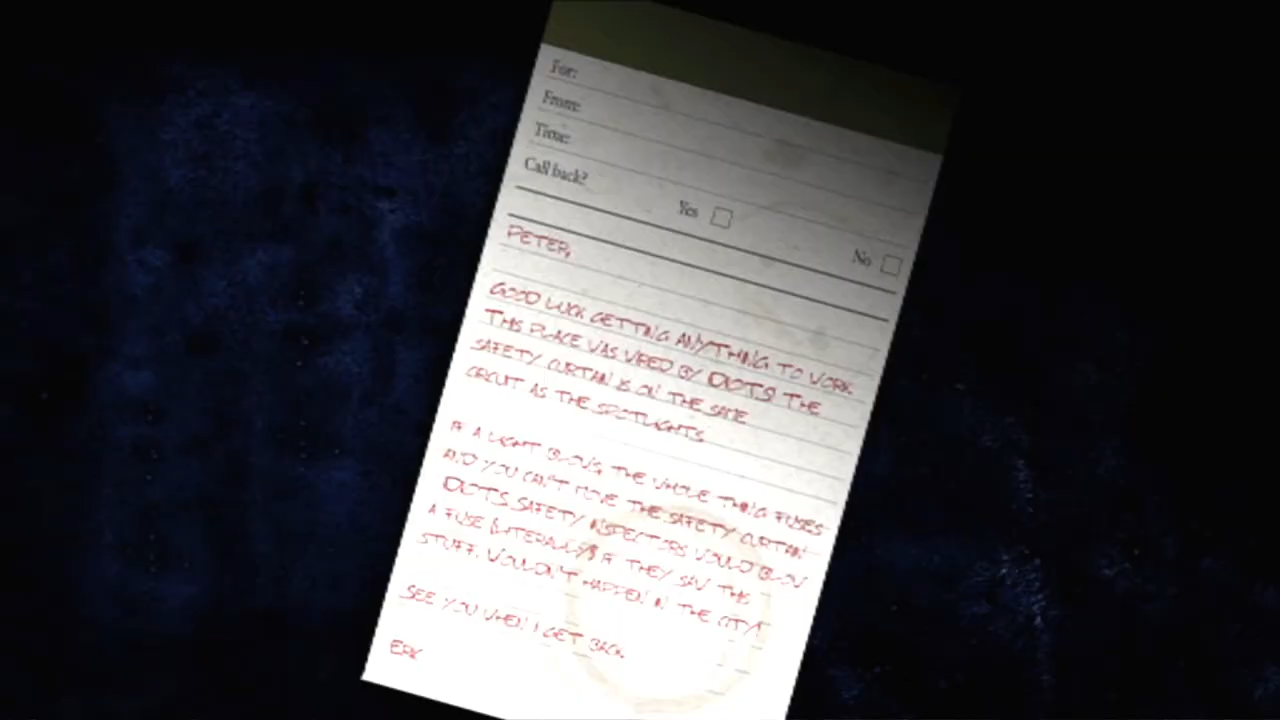 For:
From:
Time:
Call back?
Yes
No
PETER,
GOOD LUCK GETTING ANYTHING TO WORK.
THIS PLACE WAS WIRED BY IDIOTS! THE
SAFETY CURTAIN IS ON THE SAME
CIRCUIT AS THE SPOTLIGHTS.
IF A LIGHT BLOWS, THE WHOLE THING FUSES
AND YOU CAN'T MOVE THE SAFETY CURTAIN.
IDIOTS. SAFETY INSPECTORS WOULD BLOW
A FUSE (LITERALLY) IF THEY SAW THIS
STUFF. WOULDN'T HAPPEN IN THE CITY!
SEE YOU WHEN I GET BACK.
ERIK